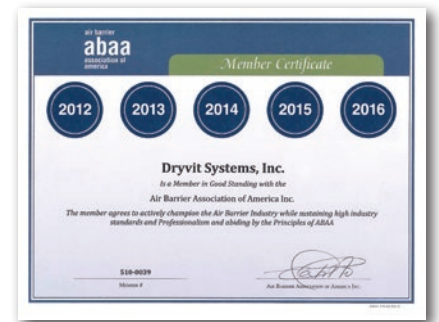 air barrier
abaa
association of
america
Member Certificate
2012 2013 2014 2015 2016
Dryvit Systems, Inc.
Is a Member in Good Standing with the
Air Barrier Association of America Inc.
The member agrees to actively champion the Air Barrier Industry while sustaining high industry
standards and Professionalism and abiding by the Principles of ABAA
510-0039
Member #
Air Barrier Association of America Inc.